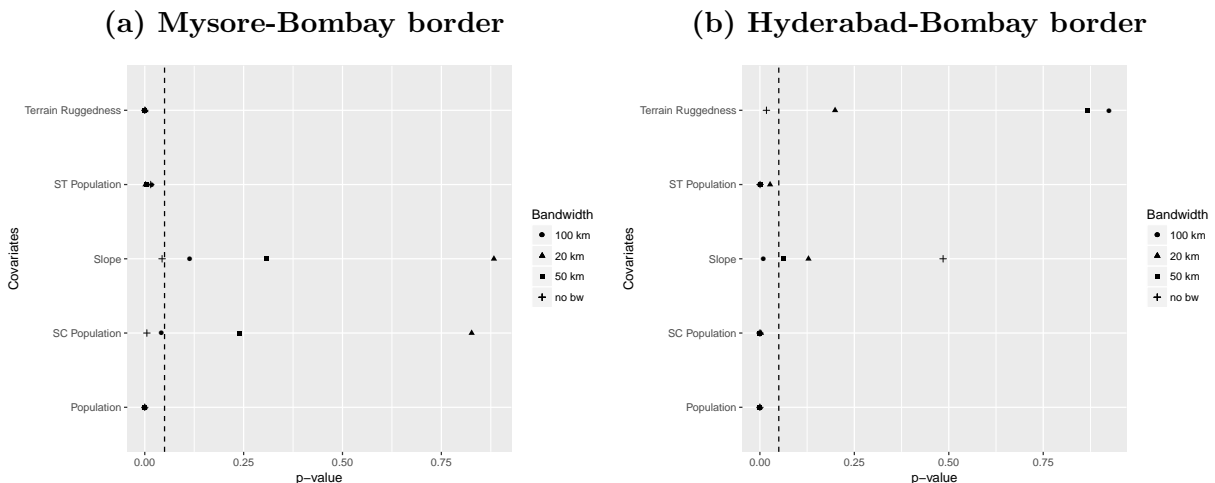 (a) Mysore-Bombay border
Terrain Ruggedness
ST Population
Slope
SC Population
Population
Covariates
0.00 0.25 0.50 0.75
p−value
Bandwidth
100 km
20 km
50 km
no bw
(b) Hyderabad-Bombay border
Terrain Ruggedness
ST Population
Slope
SC Population
Population
Covariates
0.00 0.25 0.50 0.75
p−value
Bandwidth
100 km
20 km
50 km
no bw